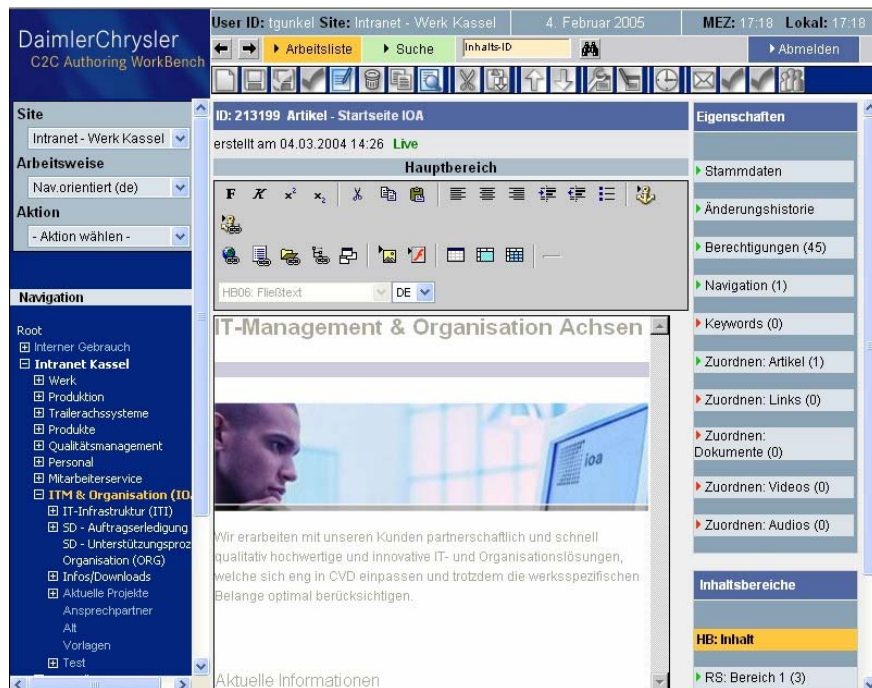 DaimlerChrysler
C2C Authoring WorkBench
User ID: tgunkel Site: Intranet - Werk Kassel 4. Februar 2005 MEZ: 17:18 Lokal: 17:18
Arbeitsliste Suche Inhalts-ID Abmelden
Site
Intranet - Werk Kassel
Arbeitsweise
Nav.orientiert (de)
Aktion
- Aktion wählen -
Navigation
Root
Interner Gebrauch
Intranet Kassel
Werk
Produktion
Trailerachssysteme
Produkte
Qualitätsmanagement
Personal
Mitarbeiterservice
ITM & Organisation (IO
IT-Infrastruktur (ITI)
SD - Auftragserledigung
SD - Unterstützungsproz
Organisation (ORG)
Infos/Downloads
Aktuelle Projekte
Ansprechpartner
Alt
Vorlagen
Test
ID: 213199 Artikel - Startseite IOA
erstellt am 04.03.2004 14:26 Live
Hauptbereich
F K x² x₂
HB06: Fließtext DE
IT-Management & Organisation Achsen
ioa
Wir erarbeiten mit unseren Kunden partnerschaftlich und schnell
qualitativ hochwertige und innovative IT- und Organisationslösungen,
welche sich eng in CVD einpassen und trotzdem die werksspezifischen
Belange optimal berücksichtigen.
Aktuelle Informationen
Eigenschaften
Stammdaten
Änderungshistorie
Berechtigungen (45)
Navigation (1)
Keywords (0)
Zuordnen: Artikel (1)
Zuordnen: Links (0)
Zuordnen:
Dokumente (0)
Zuordnen: Videos (0)
Zuordnen: Audios (0)
Inhaltsbereiche
HB: Inhalt
RS: Bereich 1 (3)